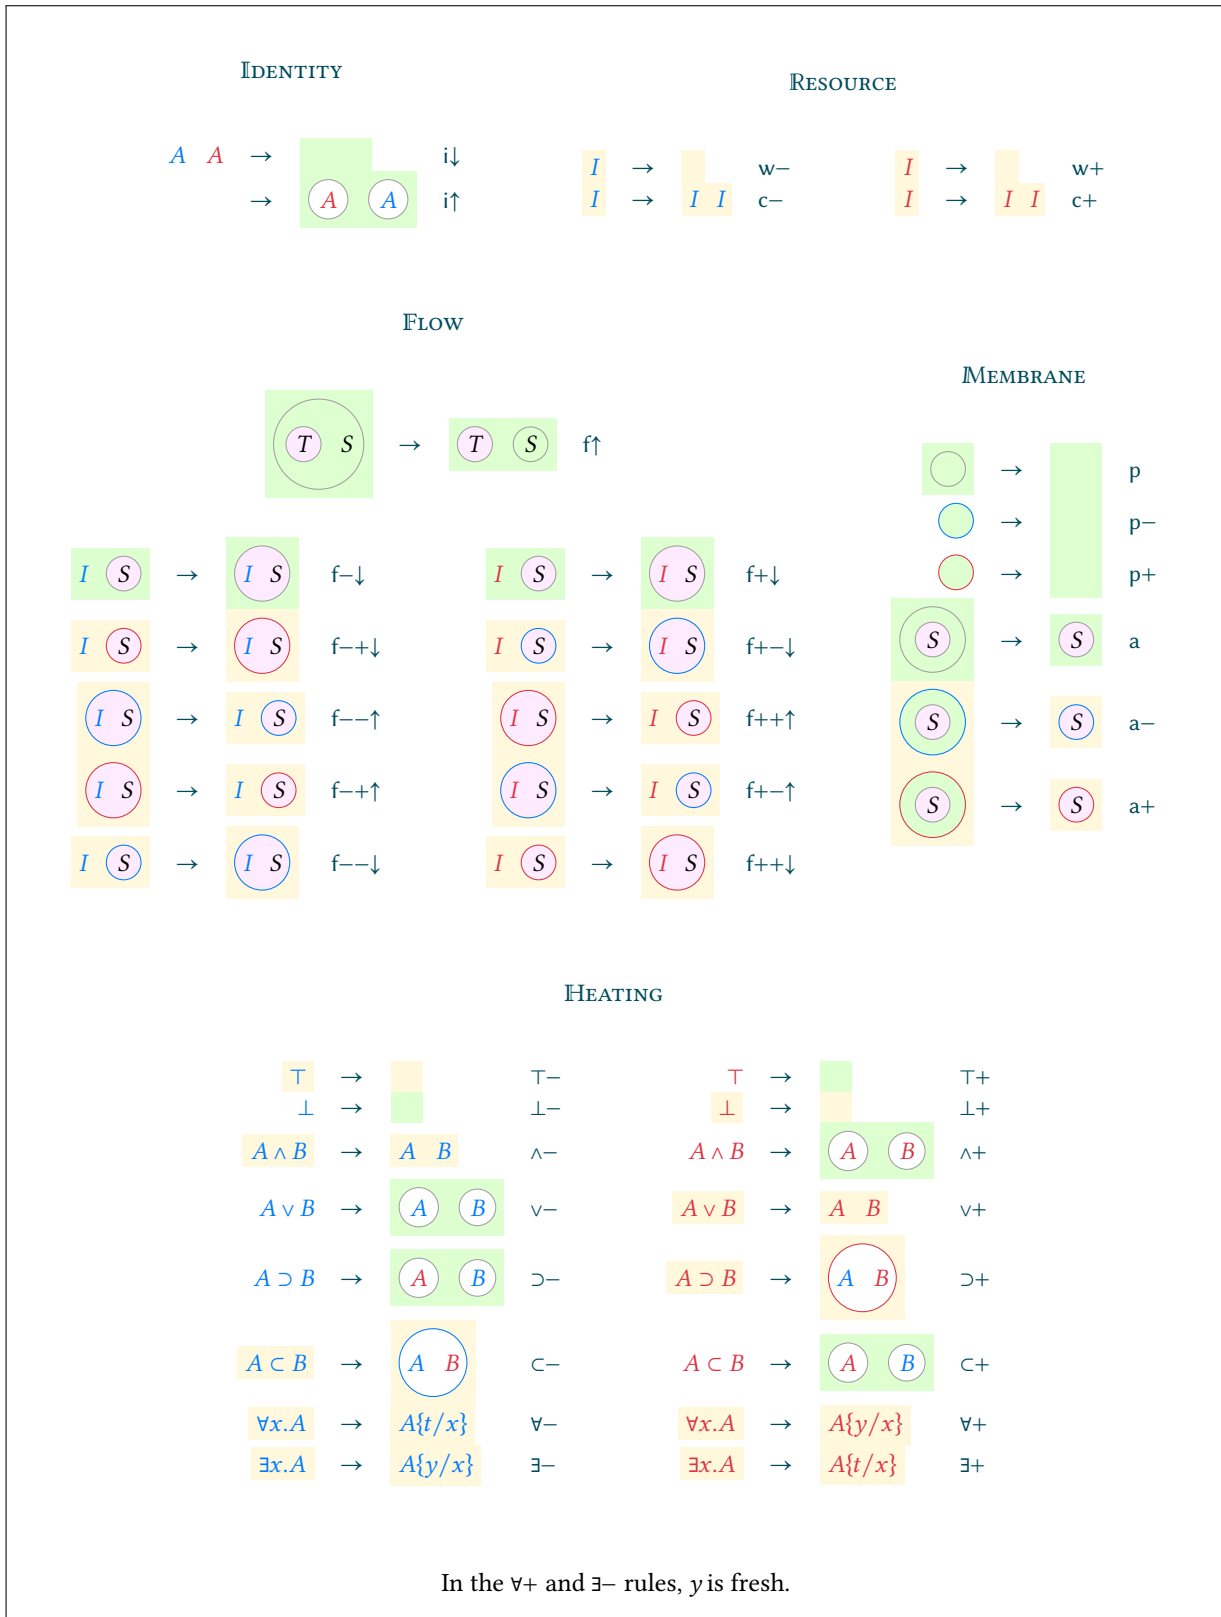 IDENTITY
RESOURCE
A A → i↓
→ A A i↑
I → w−
I → I I c−
I → w+
I → I I c+
FLOW
MEMBRANE
T S → T S f↑
→ p
→ p−
→ p+
S → S a
S → S a−
S → S a+
I S → I S f−↓
I S → I S f+↓
I S → I S f−+↓
I S → I S f+−↓
I S → I S f−−↑
I S → I S f++↑
I S → I S f−+↑
I S → I S f+−↑
I S → I S f−−↓
I S → I S f++↓
HEATING
⊤ → ⊤−
⊤ → ⊤+
⊥ → ⊥−
⊥ → ⊥+
A ∧ B → A B ∧−
A ∧ B → A B ∧+
A ∨ B → A B ∨−
A ∨ B → A B ∨+
A ⊃ B → A B ⊃−
A ⊃ B → A B ⊃+
A ⊂ B → A B ⊂−
A ⊂ B → A B ⊂+
∀x.A → A{t/x} ∀−
∀x.A → A{y/x} ∀+
∃x.A → A{y/x} ∃−
∃x.A → A{t/x} ∃+
In the ∀+ and ∃− rules, y is fresh.